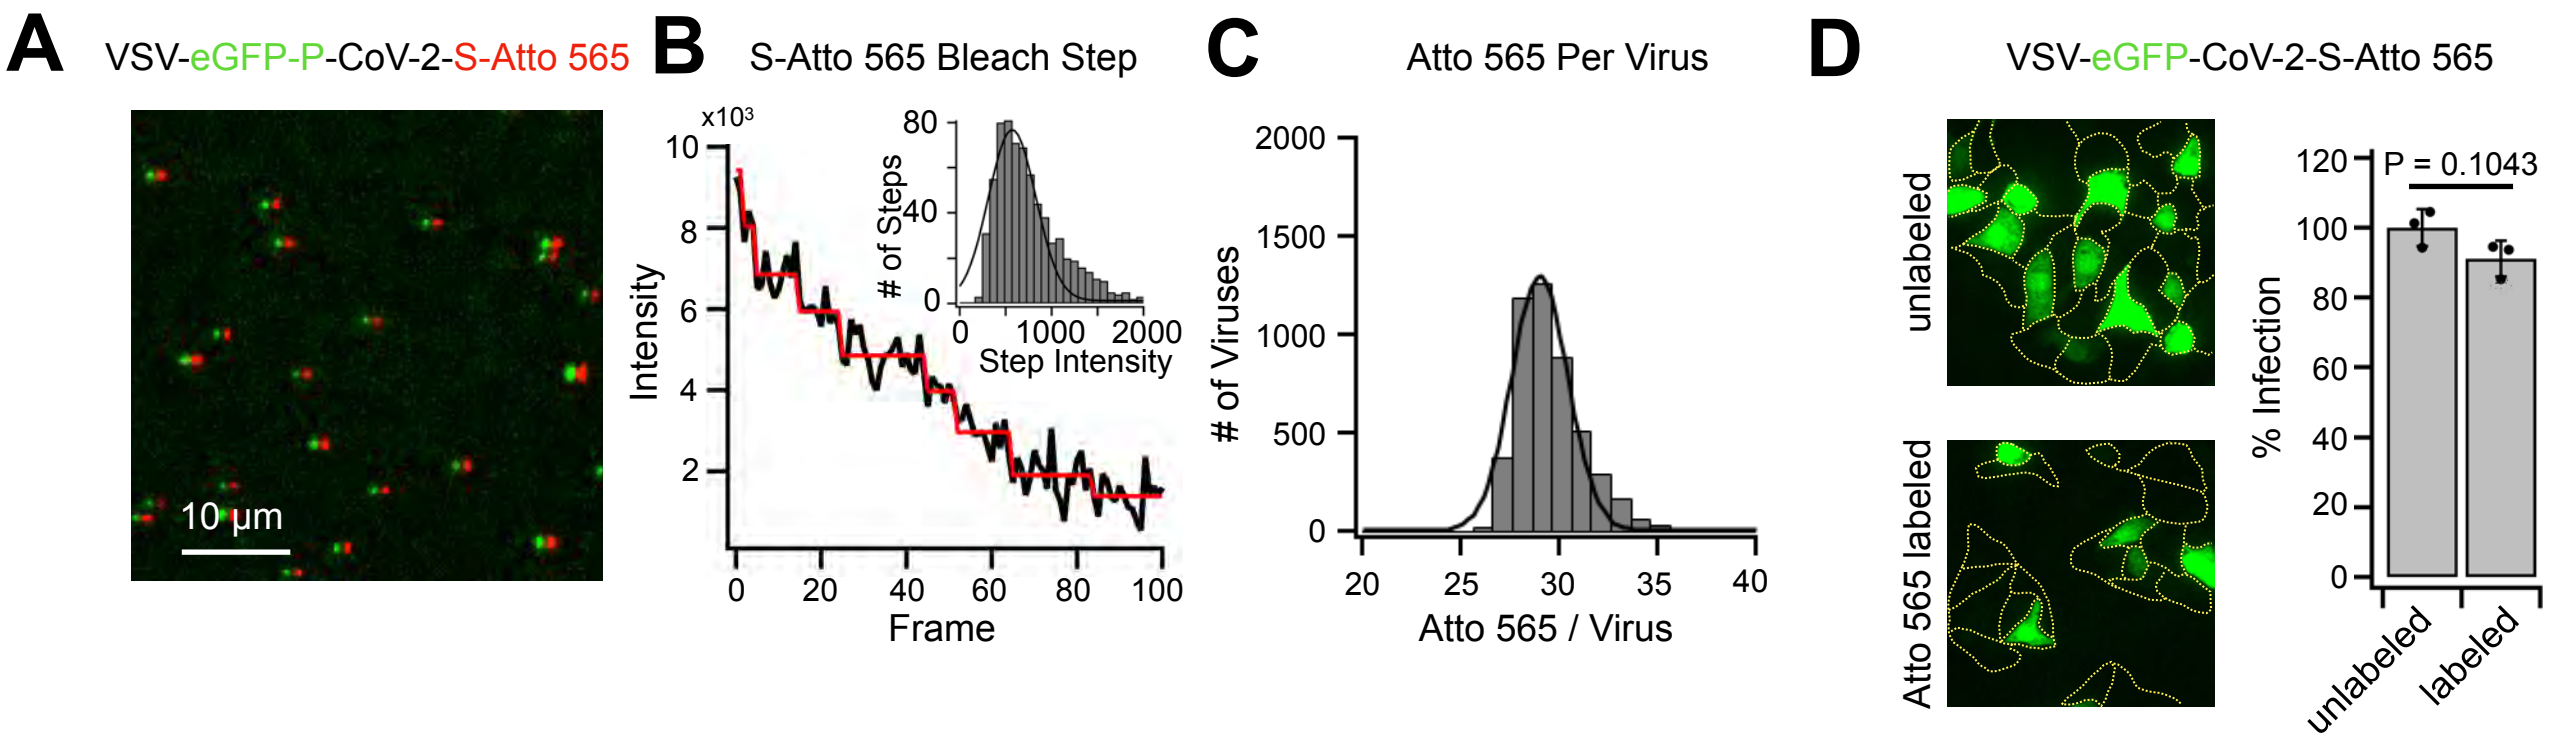 A
VSV-eGFP-P-CoV-2-S-Atto 565
10 µm
B
S-Atto 565 Bleach Step
x10³
10
8
6
4
2
Intensity
0 20 40 60 80 100
Frame
80
40
0
# of Steps
0 1000 2000
Step Intensity
C
Atto 565 Per Virus
2000
1500
1000
500
0
# of Viruses
20 25 30 35 40
Atto 565 / Virus
D
VSV-eGFP-CoV-2-S-Atto 565
unlabeled
Atto 565 labeled
P = 0.1043
120
100
80
60
40
20
0
% Infection
unlabeled
labeled